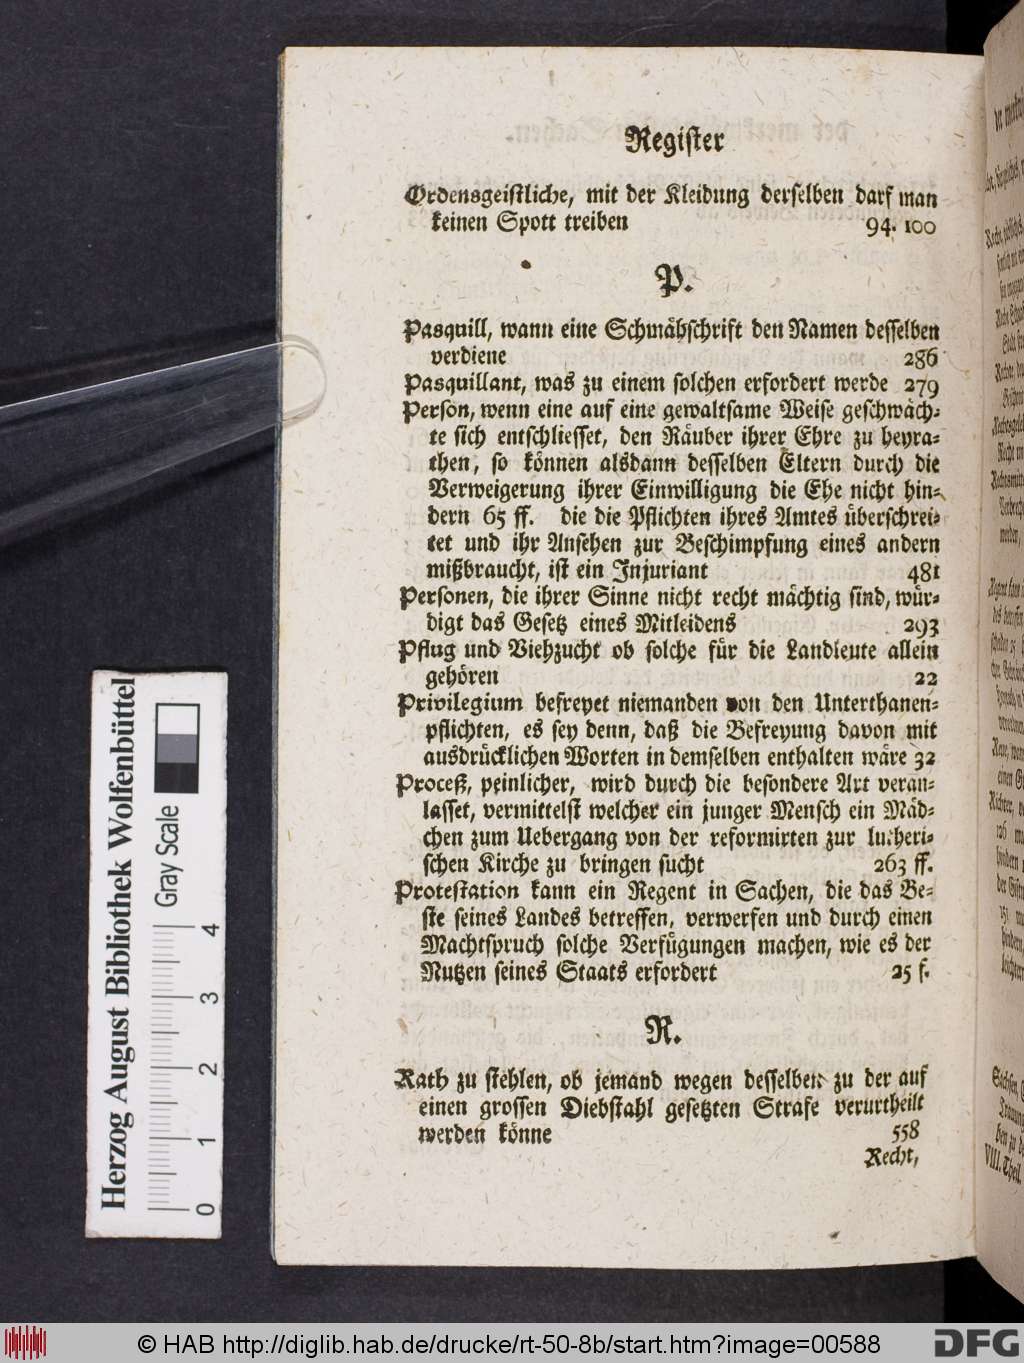 Register
Ordensgeistliche, mit der Kleidung derselben darf man
keinen Spott treiben 94. 100
P.
Pasquill, wann eine Schmähschrift den Namen desselben
verdiene 286
Pasquillant, was zu einem solchen erfordert werde 279
Person, wenn eine auf eine gewaltsame Weise geschwäch-
te sich entschliesset, den Räuber ihrer Ehre zu heyra-
then, so können alsdann desselben Eltern durch die
Verweigerung ihrer Einwilligung die Ehe nicht hin-
dern 65 ff. die die Pflichten ihres Amtes überschrei-
tet und ihr Ansehen zur Beschimpfung eines andern
mißbraucht, ist ein Injuriant 481
Personen, die ihrer Sinne nicht recht mächtig sind, wür-
digt das Gesetz eines Mitleidens 293
Pflug und Viehzucht ob solche für die Landleute allein
gehören 22
Privilegium befreyet niemanden von den Unterthanen-
pflichten, es sey denn, daß die Befreyung davon mit
ausdrücklichen Worten in demselben enthalten wäre 32
Proceß, peinlicher, wird durch die besondere Art veran-
lasset, vermittelst welcher ein junger Mensch ein Mäd-
chen zum Uebergang von der reformirten zur lutheri-
schen Kirche zu bringen sucht 263 ff.
Protestation kann ein Regent in Sachen, die das Be-
ste seines Landes betreffen, verwerfen und durch einen
Machtspruch solche Verfügungen machen, wie es der
Nutzen seines Staats erfordert 25 f.
R.
Rath zu stehlen, ob jemand wegen desselben zu der auf
einen grossen Diebstahl gesetzten Strafe verurtheilt
werden könne 558
Recht,
Herzog August Bibliothek Wolfenbüttel
Gray Scale
0 1 2 3 4
VIII. Theil.
© HAB http://diglib.hab.de/drucke/rt-50-8b/start.htm?image=00588
DFG